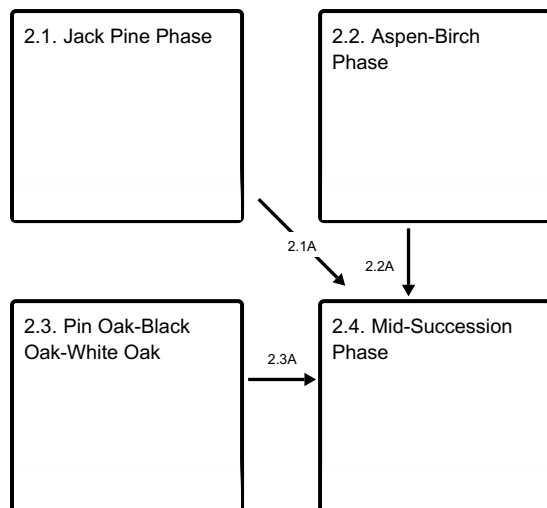 2.1. Jack Pine Phase
2.2. Aspen-Birch
Phase
2.1A
2.2A
2.3. Pin Oak-Black
Oak-White Oak
2.3A
2.4. Mid-Succession
Phase